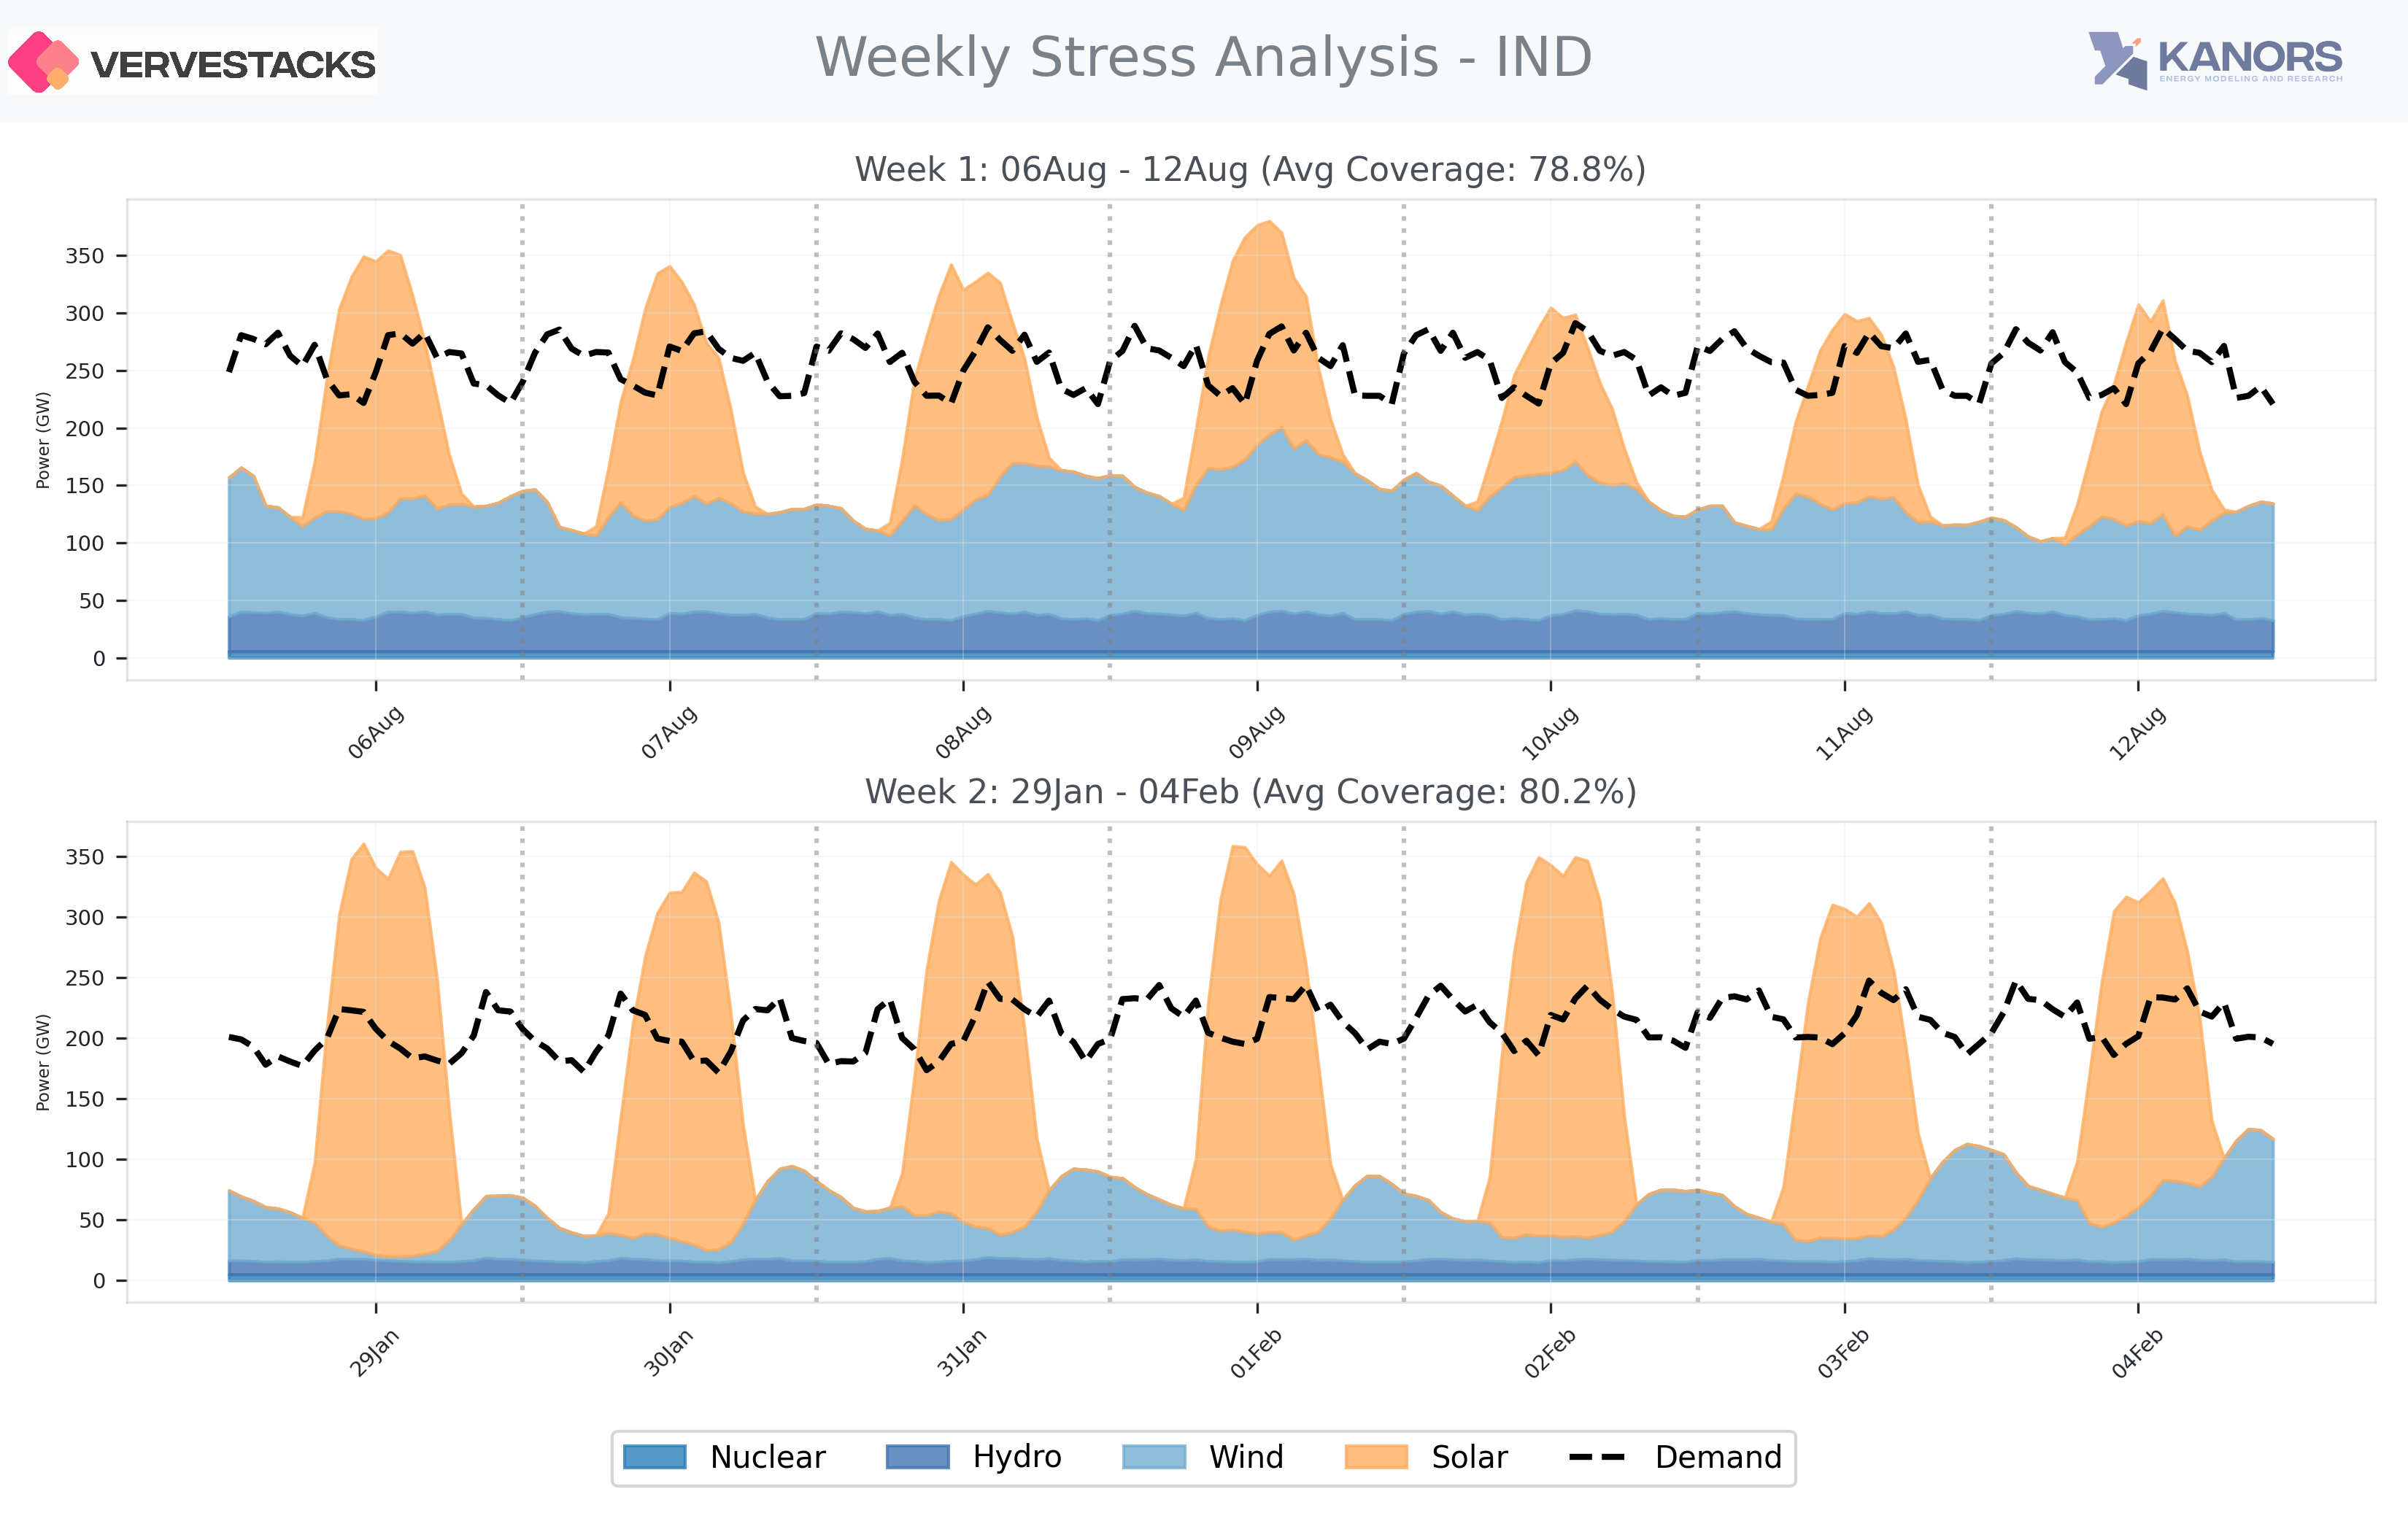 VERVESTACKS
Weekly Stress Analysis - IND
KANORS
ENERGY MODELING AND RESEARCH
Week 1: 06Aug - 12Aug (Avg Coverage: 78.8%)
Power (GW)
350
300
250
200
150
100
50
0
06Aug
07Aug
08Aug
09Aug
10Aug
11Aug
12Aug
Week 2: 29Jan - 04Feb (Avg Coverage: 80.2%)
Power (GW)
350
300
250
200
150
100
50
0
29Jan
30Jan
31Jan
01Feb
02Feb
03Feb
04Feb
Nuclear Hydro Wind Solar Demand